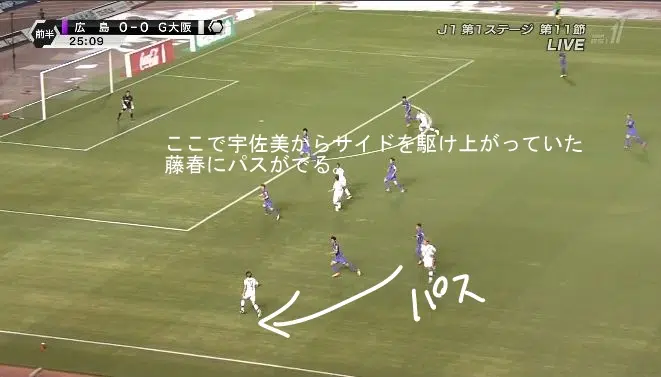 前半 広 島 0-0 G大阪
25:09
J1 第1ステージ 第11節
LIVE
ここで宇佐美からサイドを駆け上がっていた
藤春にパスがでる。
パス